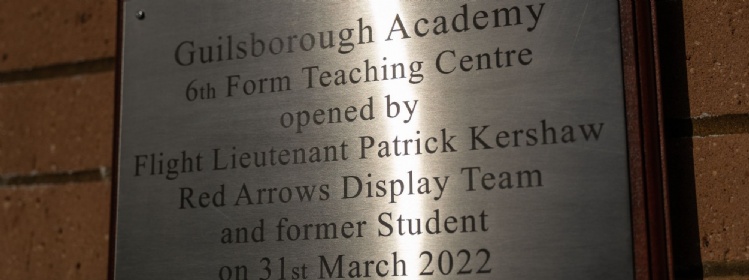 Guilsborough Academy
6th Form Teaching Centre
opened by
Flight Lieutenant Patrick Kershaw
Red Arrows Display Team
and former Student
on 31st March 2022